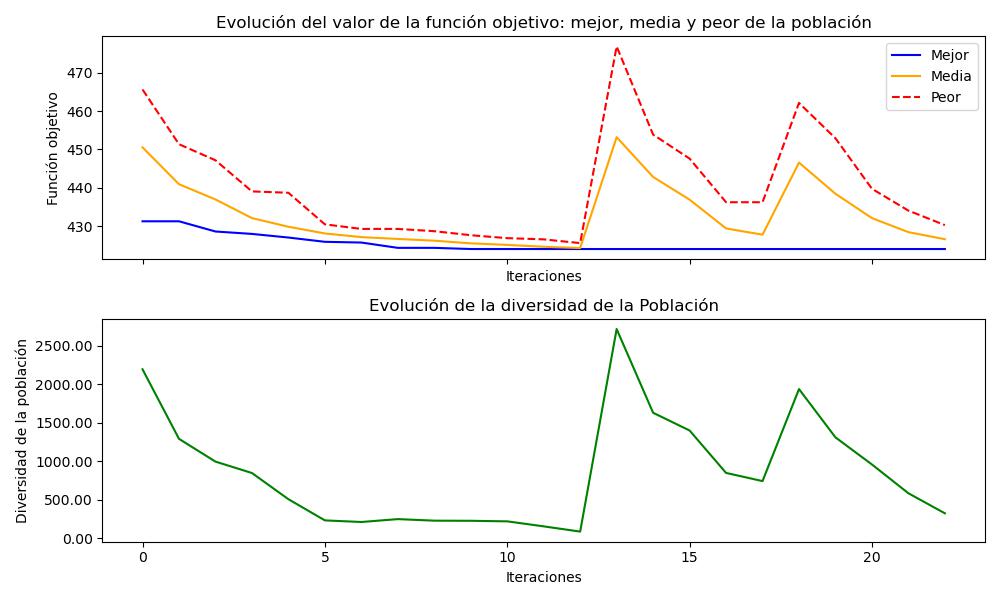 Evolución del valor de la función objetivo: mejor, media y peor de la población
Función objetivo
470
460
450
440
430
Mejor
Media
Peor
Iteraciones
Evolución de la diversidad de la Población
Diversidad de la población
2500.00
2000.00
1500.00
1000.00
500.00
0.00
0 5 10 15 20
Iteraciones